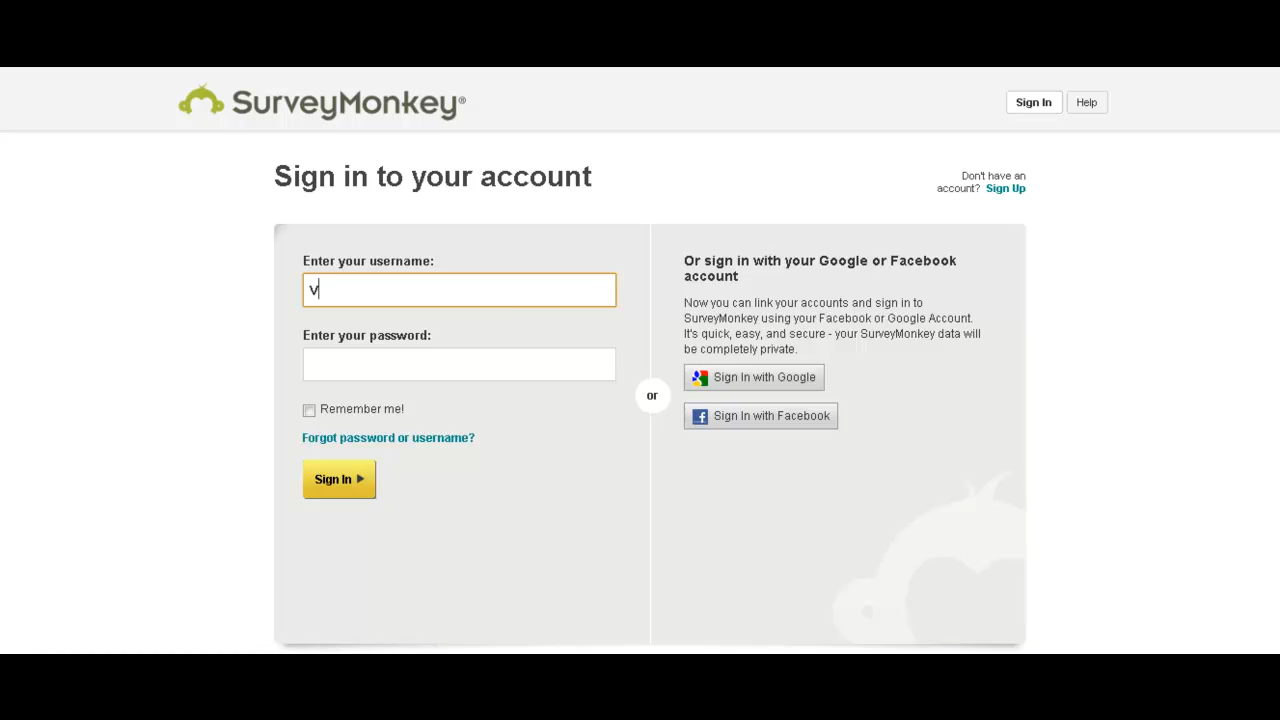 SurveyMonkey®
Sign In
Help
Sign in to your account
Don't have an
account? Sign Up
Enter your username:
v
Enter your password:
Remember me!
Forgot password or username?
Sign In
or
Or sign in with your Google or Facebook
account
Now you can link your accounts and sign in to
SurveyMonkey using your Facebook or Google Account.
It's quick, easy, and secure - your SurveyMonkey data will
be completely private.
Sign In with Google
Sign In with Facebook